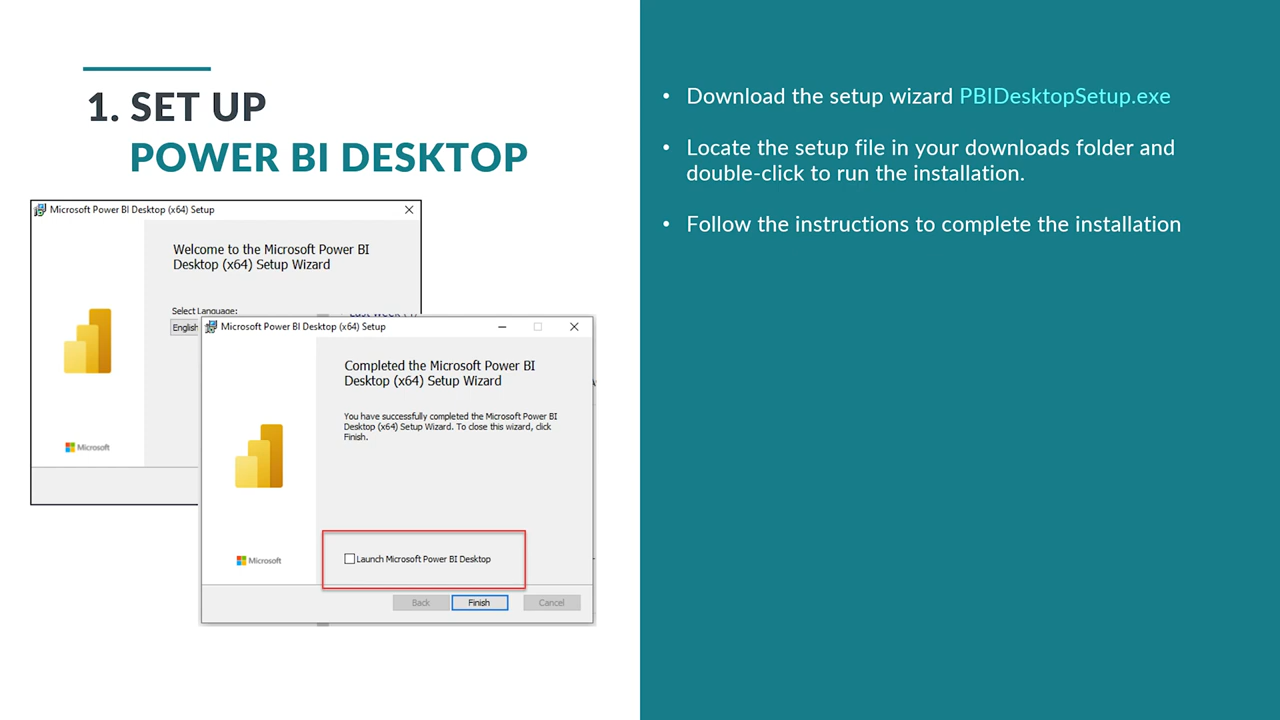 1. SET UP
POWER BI DESKTOP
Microsoft Power BI Desktop (x64) Setup
Welcome to the Microsoft Power BI
Desktop (x64) Setup Wizard
Select Language:
English
Microsoft
Microsoft Power BI Desktop (x64) Setup
Completed the Microsoft Power BI
Desktop (x64) Setup Wizard
You have successfully completed the Microsoft Power BI
Desktop (x64) Setup Wizard. To close this wizard, click
Finish.
Microsoft
Launch Microsoft Power BI Desktop
Back
Finish
Cancel
• Download the setup wizard PBIDesktopSetup.exe
• Locate the setup file in your downloads folder and
double-click to run the installation.
• Follow the instructions to complete the installation